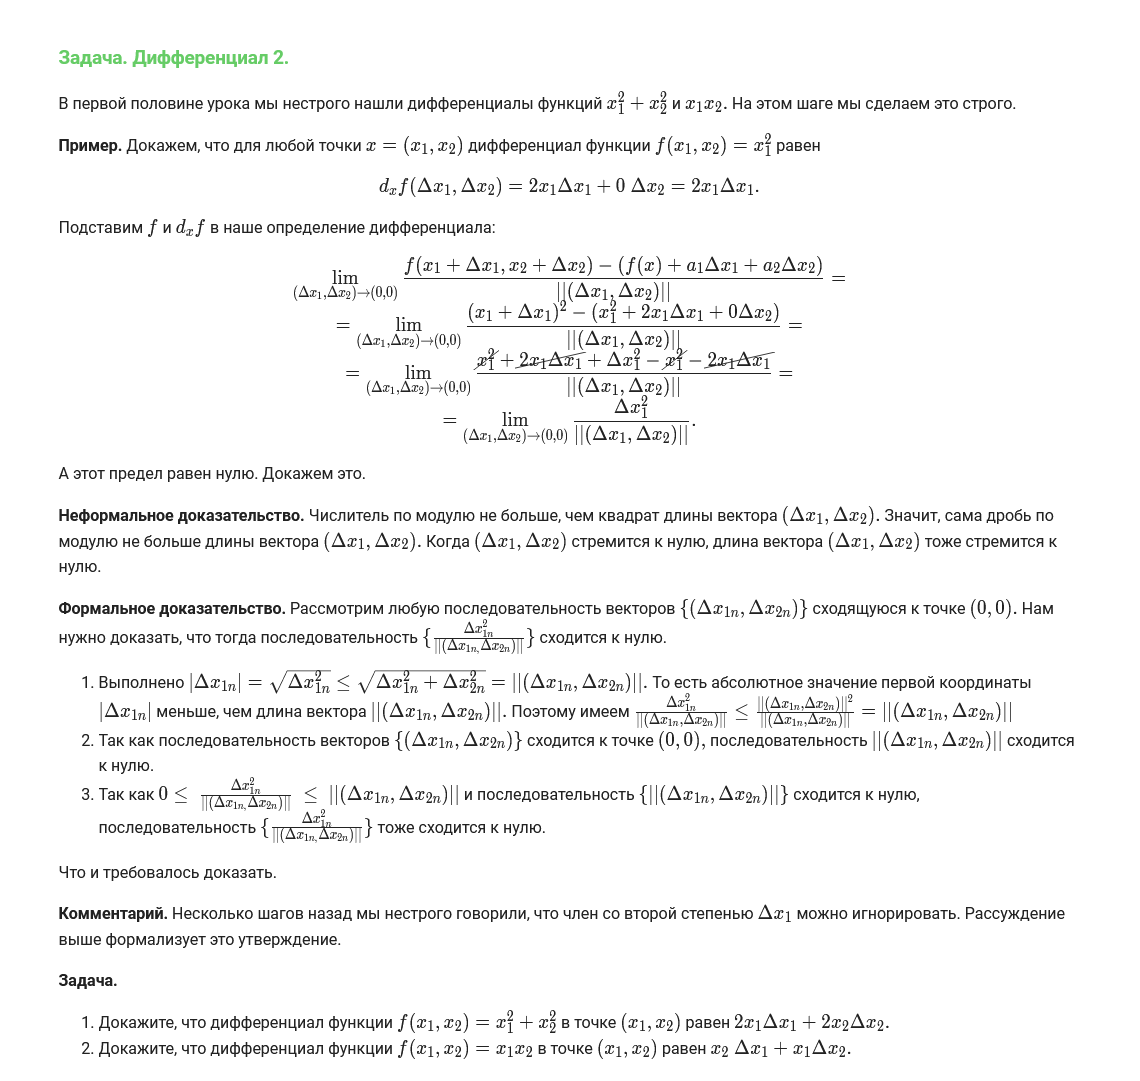 Задача. Дифференциал 2.
В первой половине урока мы нестрого нашли дифференциалы функций $x_1^2 + x_2^2$ и $x_1x_2$. На этом шаге мы сделаем это строго.
Пример. Докажем, что для любой точки $x = (x_1, x_2)$ дифференциал функции $f(x_1, x_2) = x_1^2$ равен
$d_xf(\Delta x_1, \Delta x_2) = 2x_1\Delta x_1 + 0\ \Delta x_2 = 2x_1\Delta x_1.$
Подставим $f$ и $d_xf$ в наше определение дифференциала:
$\lim_{(\Delta x_1,\Delta x_2)\to(0,0)} \frac{f(x_1 + \Delta x_1, x_2 + \Delta x_2) - (f(x) + a_1\Delta x_1 + a_2\Delta x_2)}{||(\Delta x_1, \Delta x_2)||} =$
$= \lim_{(\Delta x_1,\Delta x_2)\to(0,0)} \frac{(x_1 + \Delta x_1)^2 - (x_1^2 + 2x_1\Delta x_1 + 0\Delta x_2)}{||(\Delta x_1, \Delta x_2)||} =$
$= \lim_{(\Delta x_1,\Delta x_2)\to(0,0)} \frac{\cancel{x_1^2} + \cancel{2x_1\Delta x_1} + \Delta x_1^2 - \cancel{x_1^2} - \cancel{2x_1\Delta x_1}}{||(\Delta x_1, \Delta x_2)||} =$
$= \lim_{(\Delta x_1,\Delta x_2)\to(0,0)} \frac{\Delta x_1^2}{||(\Delta x_1, \Delta x_2)||}.$
А этот предел равен нулю. Докажем это.
Неформальное доказательство. Числитель по модулю не больше, чем квадрат длины вектора $(\Delta x_1, \Delta x_2).$ Значит, сама дробь по
модулю не больше длины вектора $(\Delta x_1, \Delta x_2).$ Когда $(\Delta x_1, \Delta x_2)$ стремится к нулю, длина вектора $(\Delta x_1, \Delta x_2)$ тоже стремится к
нулю.
Формальное доказательство. Рассмотрим любую последовательность векторов $\{(\Delta x_{1n}, \Delta x_{2n})\}$ сходящуюся к точке $(0, 0).$ Нам
нужно доказать, что тогда последовательность $\{\frac{\Delta x_{1n}^2}{||(\Delta x_{1n,}\Delta x_{2n})||}\}$ сходится к нулю.
1. Выполнено $|\Delta x_{1n}| = \sqrt{\Delta x_{1n}^2} \leq \sqrt{\Delta x_{1n}^2 + \Delta x_{2n}^2} = ||(\Delta x_{1n}, \Delta x_{2n})||.$ То есть абсолютное значение первой координаты
$|\Delta x_{1n}|$ меньше, чем длина вектора $||(\Delta x_{1n}, \Delta x_{2n})||.$ Поэтому имеем $\frac{\Delta x_{1n}^2}{||(\Delta x_{1n},\Delta x_{2n})||} \leq \frac{||(\Delta x_{1n},\Delta x_{2n})||^2}{||(\Delta x_{1n},\Delta x_{2n})||} = ||(\Delta x_{1n}, \Delta x_{2n})||$
2. Так как последовательность векторов $\{(\Delta x_{1n}, \Delta x_{2n})\}$ сходится к точке $(0, 0),$ последовательность $||(\Delta x_{1n}, \Delta x_{2n})||$ сходится
к нулю.
3. Так как $0 \leq \frac{\Delta x_{1n}^2}{||(\Delta x_{1n,}\Delta x_{2n})||} \leq ||(\Delta x_{1n}, \Delta x_{2n})||$ и последовательность $\{||(\Delta x_{1n}, \Delta x_{2n})||\}$ сходится к нулю,
последовательность $\{\frac{\Delta x_{1n}^2}{||(\Delta x_{1n,}\Delta x_{2n})||}\}$ тоже сходится к нулю.
Что и требовалось доказать.
Комментарий. Несколько шагов назад мы нестрого говорили, что член со второй степенью $\Delta x_1$ можно игнорировать. Рассуждение
выше формализует это утверждение.
Задача.
1. Докажите, что дифференциал функции $f(x_1, x_2) = x_1^2 + x_2^2$ в точке $(x_1, x_2)$ равен $2x_1\Delta x_1 + 2x_2\Delta x_2.$
2. Докажите, что дифференциал функции $f(x_1, x_2) = x_1x_2$ в точке $(x_1, x_2)$ равен $x_2\ \Delta x_1 + x_1\Delta x_2.$